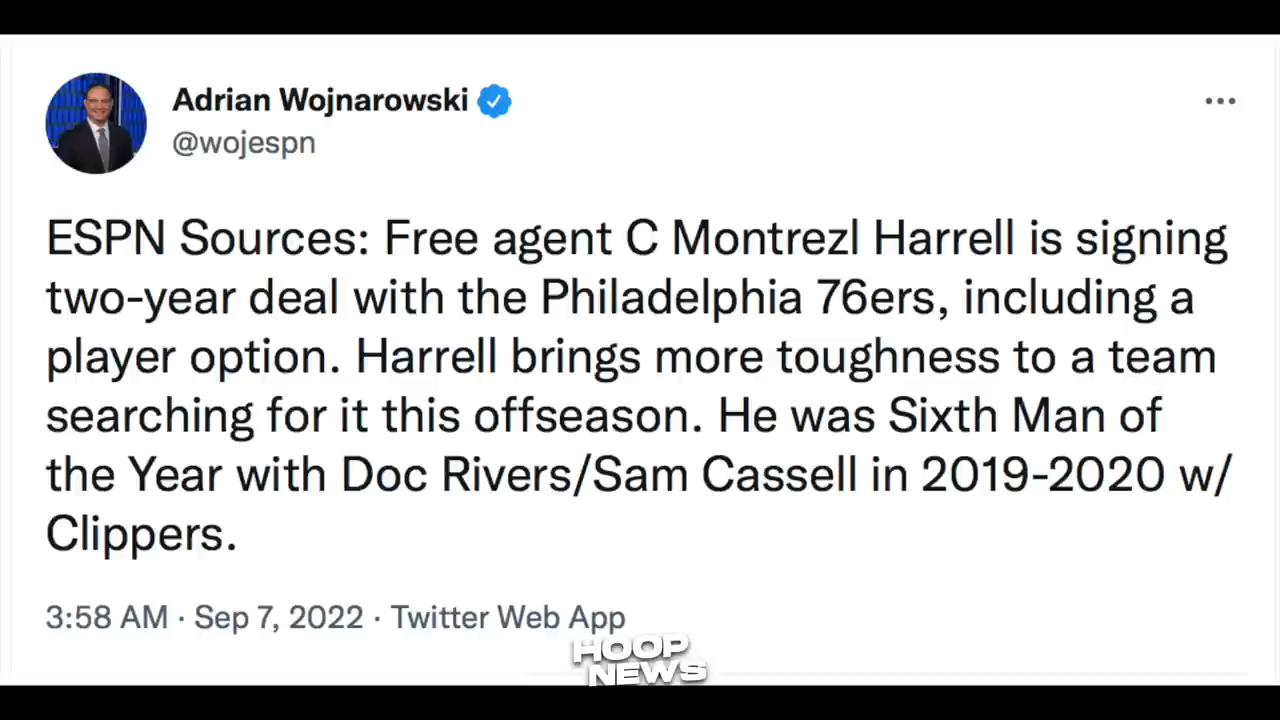 Adrian Wojnarowski
@wojespn
ESPN Sources: Free agent C Montrezl Harrell is signing
two-year deal with the Philadelphia 76ers, including a
player option. Harrell brings more toughness to a team
searching for it this offseason. He was Sixth Man of
the Year with Doc Rivers/Sam Cassell in 2019-2020 w/
Clippers.
3:58 AM · Sep 7, 2022 · Twitter Web App
HOOP
NEWS